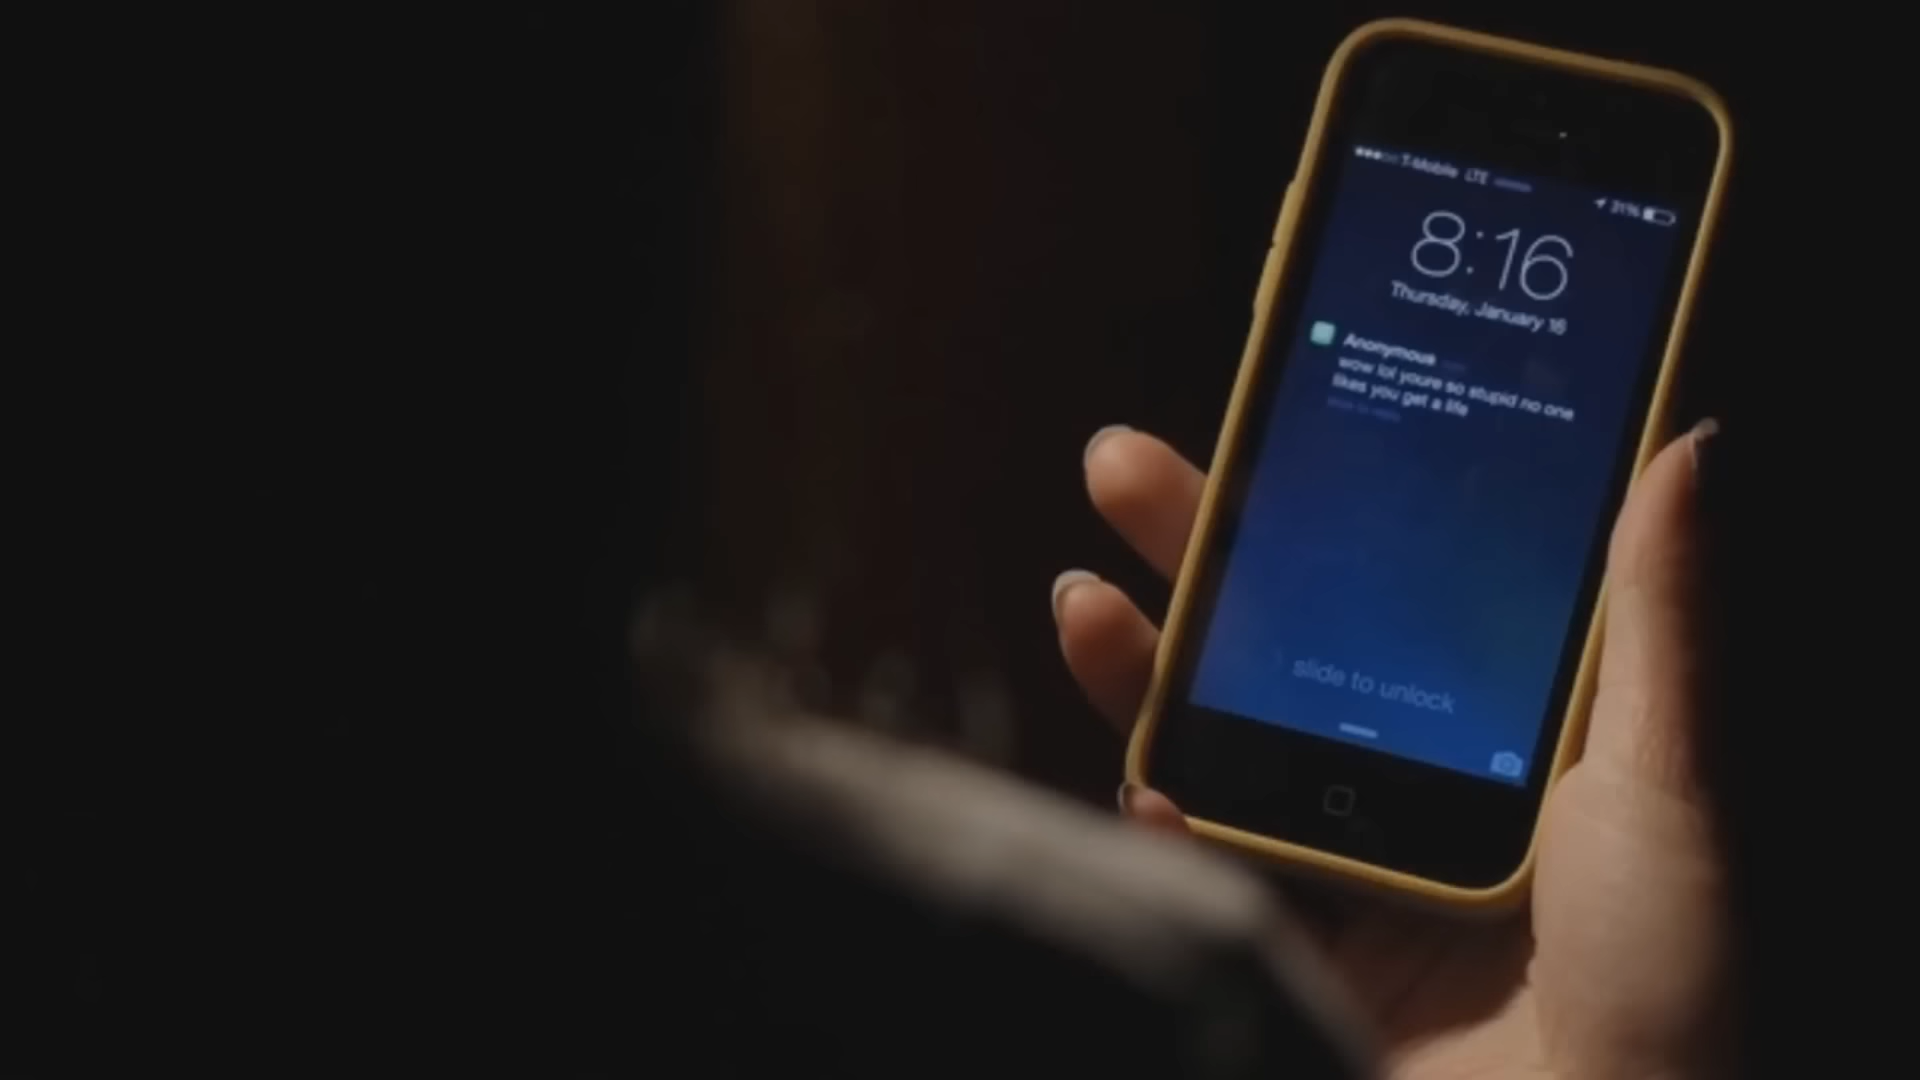 T-Mobile LTE
31%
8:16
Thursday, January 16
Anonymous
wow lol youre so stupid no one
likes you get a life
slide to unlock